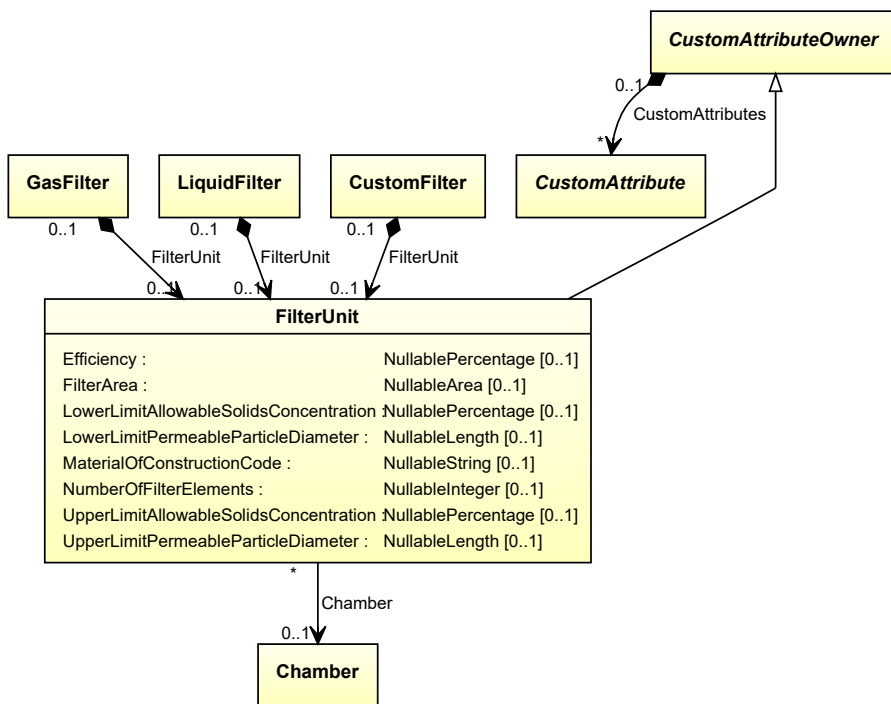 CustomAttributeOwner
0..1
CustomAttributes
*
GasFilter
LiquidFilter
CustomFilter
CustomAttribute
0..1
0..1
0..1
FilterUnit
FilterUnit
FilterUnit
0..1
0..1
0..1
FilterUnit
Efficiency : NullablePercentage [0..1]
FilterArea : NullableArea [0..1]
LowerLimitAllowableSolidsConcentration : NullablePercentage [0..1]
LowerLimitPermeableParticleDiameter : NullableLength [0..1]
MaterialOfConstructionCode : NullableString [0..1]
NumberOfFilterElements : NullableInteger [0..1]
UpperLimitAllowableSolidsConcentration : NullablePercentage [0..1]
UpperLimitPermeableParticleDiameter : NullableLength [0..1]
*
Chamber
0..1
Chamber